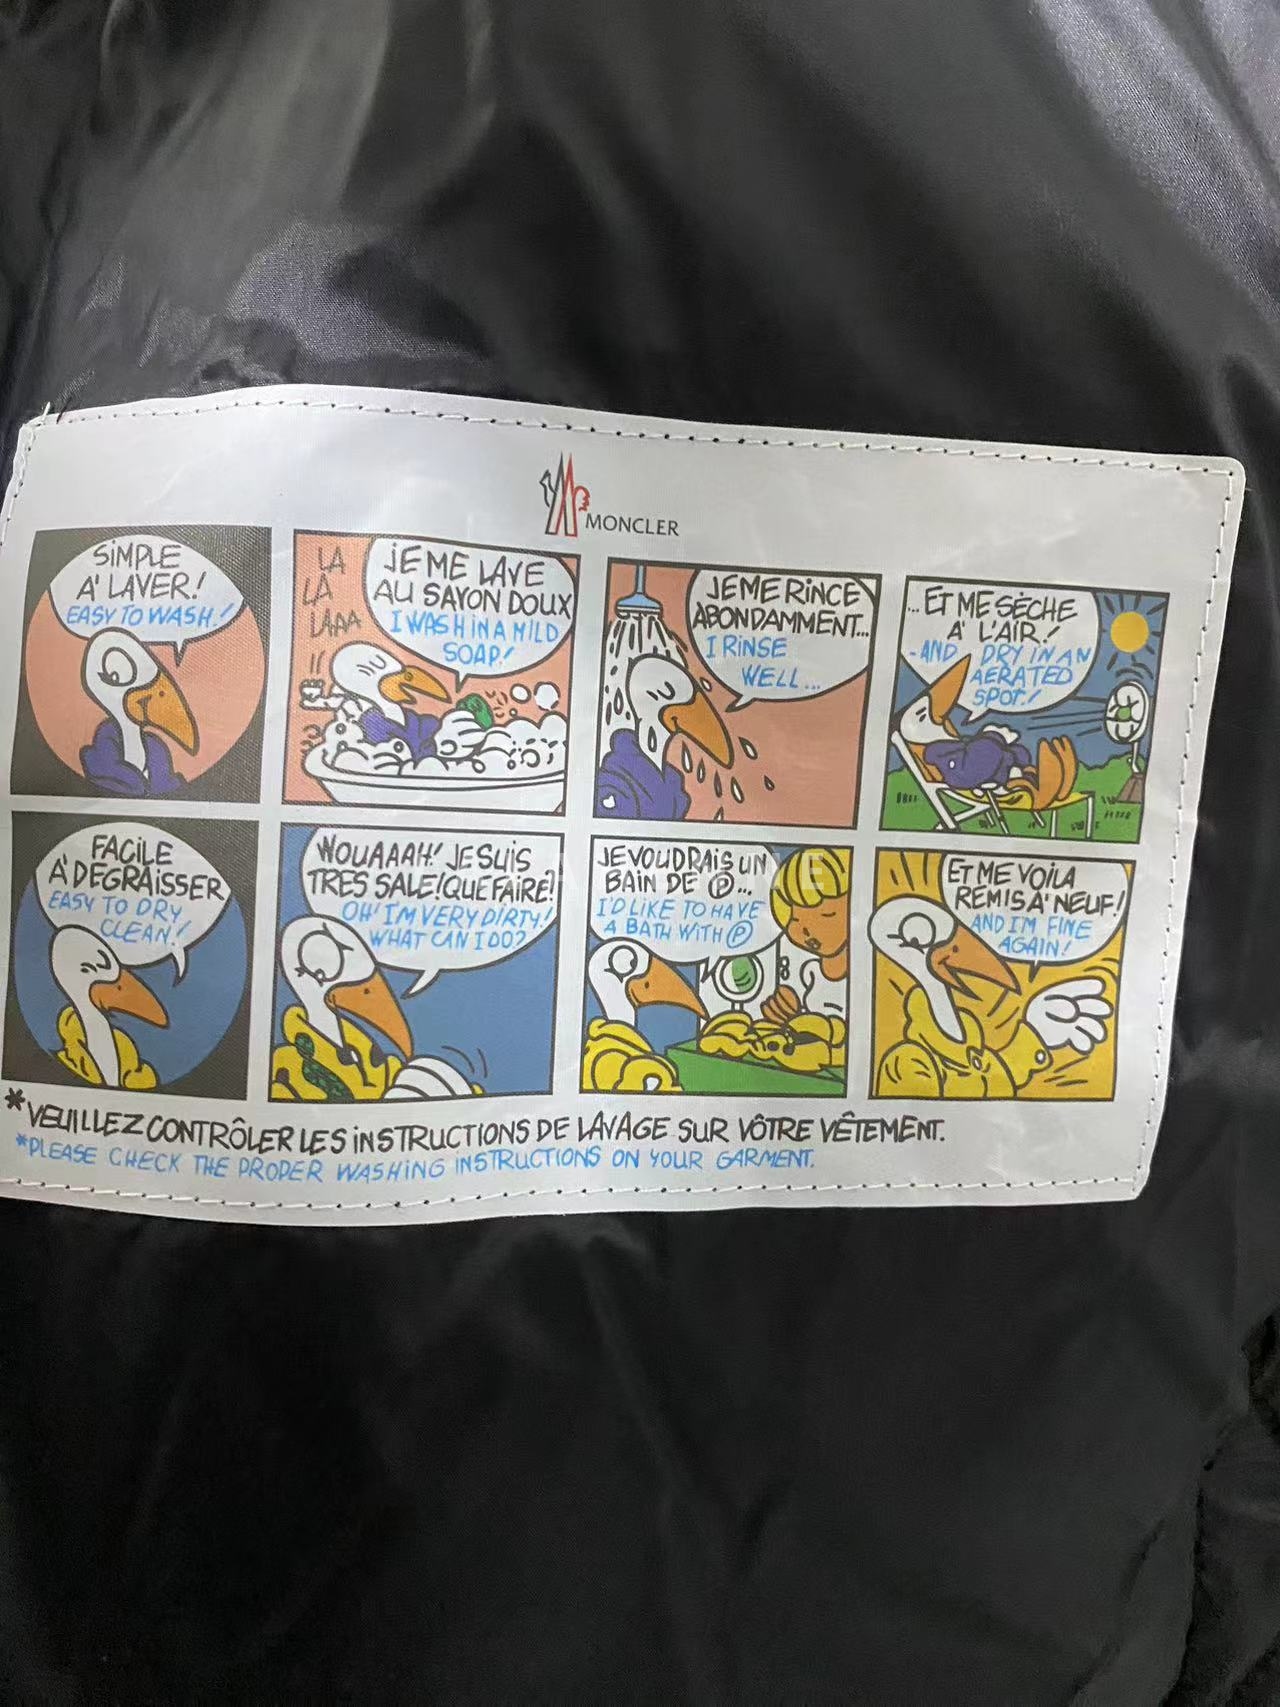 MONCLER
SIMPLE
A' LAVER!
EASY TO WASH!
LA
LA
LAAA
JE ME LAVE
AU SAVON DOUX
I WASH IN A MILD
SOAP!
JE ME RINCE
ABONDAMMENT...
I RINSE
WELL...
... ET ME SÈCHE
A' L'AIR!
-AND DRY IN AN
AERATED
SPOT!
FACILE
A' DEGRAISSER
EASY TO DRY
CLEAN!
WOUAAAH! JE SUIS
TRES SALE! QUE FAIRE?
OH! I'M VERY DIRTY!
WHAT CAN I DO?
JE VOUDRAIS UN
BAIN DE Ⓟ...
I'D LIKE TO HAVE
A BATH WITH Ⓟ
ET ME VOILA
REMIS A' NEUF!
AND I'M FINE
AGAIN!
*VEUILLEZ CONTRÔLER LES INSTRUCTIONS DE LAVAGE SUR VÔTRE VÊTEMENT.
*PLEASE CHECK THE PROPER WASHING INSTRUCTIONS ON YOUR GARMENT.